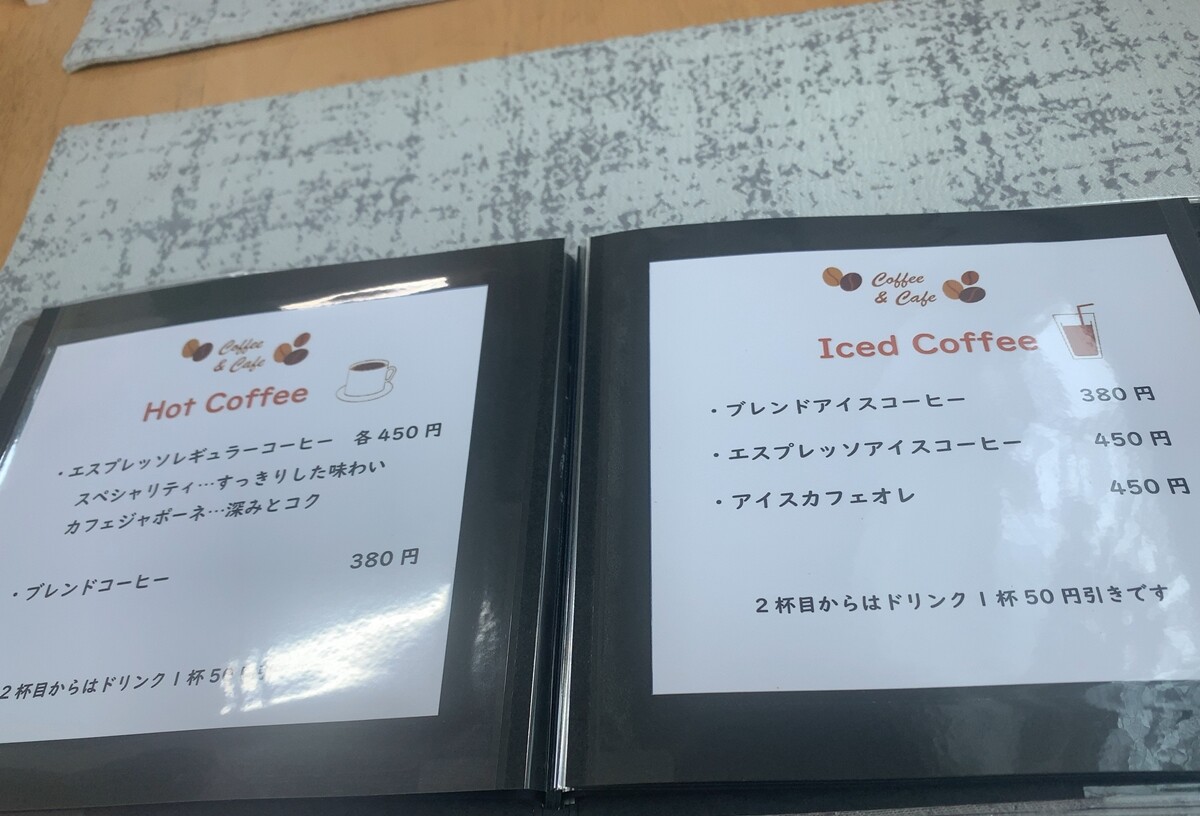 Coffee
& Cafe
Hot Coffee
・エスプレッソレギュラーコーヒー 各450円
スペシャリティ…すっきりした味わい
カフェジャポーネ…深みとコク
・ブレンドコーヒー 380円
2杯目からはドリンク1杯50
Coffee
& Cafe
Iced Coffee
・ブレンドアイスコーヒー 380円
・エスプレッソアイスコーヒー 450円
・アイスカフェオレ 450円
2杯目からはドリンク1杯50円引きです